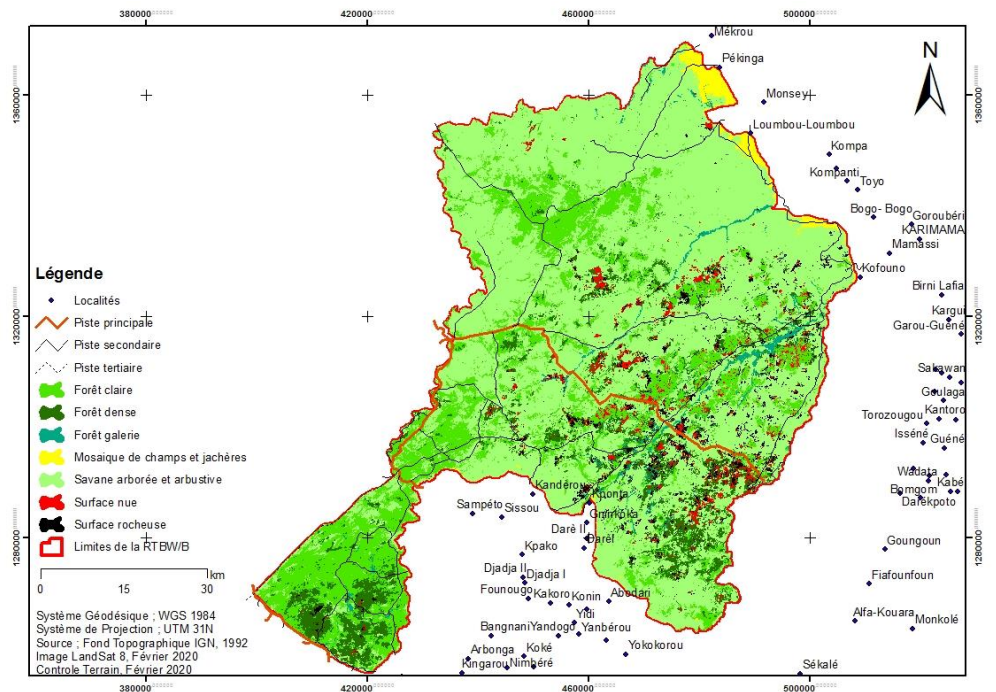 380000
420000
460000
500000
Mékrou
N
Pékinga
Monsey
1360000
1360000
Loumbou-Loumbou
Kompa
Kompanti
Toyo
Bogo- Bogo
Goroubéri
KARIMAMA
Mamassi
Kofouno
Birni Lafia
Kargui
Garou-Guéné
1320000
1320000
Légende
Localités
Piste principale
Piste secondaire
Piste tertiaire
Forêt claire
Forêt dense
Forêt galerie
Mosaique de champs et jachères
Savane arborée et arbustive
Surface nue
Surface rocheuse
Limites de la RTBW/B
Goulaga
Kantoro
Torozougou
Isséné
Guéné
Wadata
Kabé
Bomgom
Darékpoto
Kandérou
Sampéto
Sissou
Darè II
Kpako
Goungoun
1280000
1280000
Djadja II
Djadja I
Fiafounfoun
Founougo
Kakoro
Konin
Abodari
Yidi
Alfa-Kouara
Monkolé
Bangnani
Yandogo
Yanbérou
Yokokorou
Arbonga
Koké
Kingarou
Nimbéré
Sékalé
0 15 30 km
Système Géodésique ; WGS 1984
Système de Projection ; UTM 31N
Source ; Fond Topographique IGN, 1992
Image LandSat 8, Février 2020
Controle Terrain, Février 2020
380000
420000
460000
500000